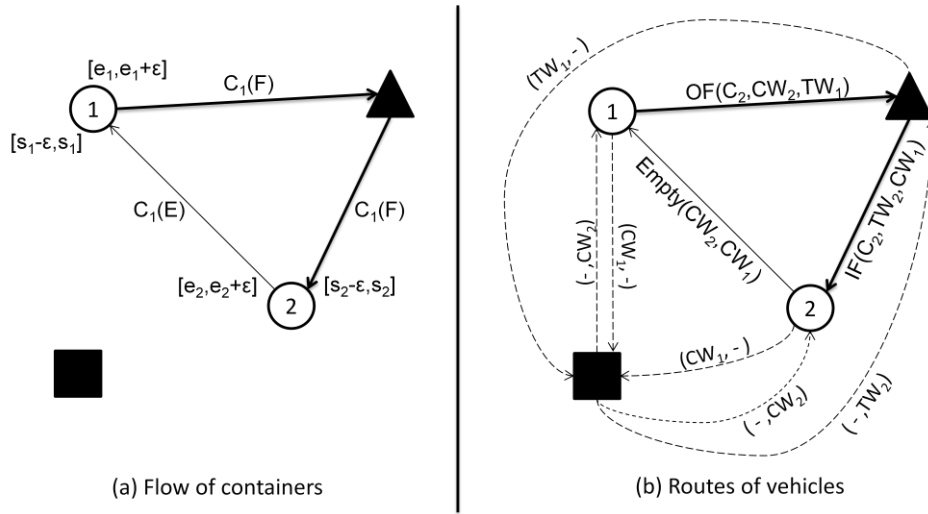 [e₁,e₁+ε]
C₁(F)
1
[s₁-ε,s₁]
C₁(E)
C₁(F)
[e₂,e₂+ε]
2
[s₂-ε,s₂]
(a) Flow of containers
(TW₁,-)
OF(C₂,CW₂,TW₁)
1
Empty(CW₂,CW₁)
IF(C₂,TW₂,CW₁)
(-,CW₂)
(CW₁,-)
2
(CW₁,-)
(-,CW₂)
(-,TW₂)
(b) Routes of vehicles